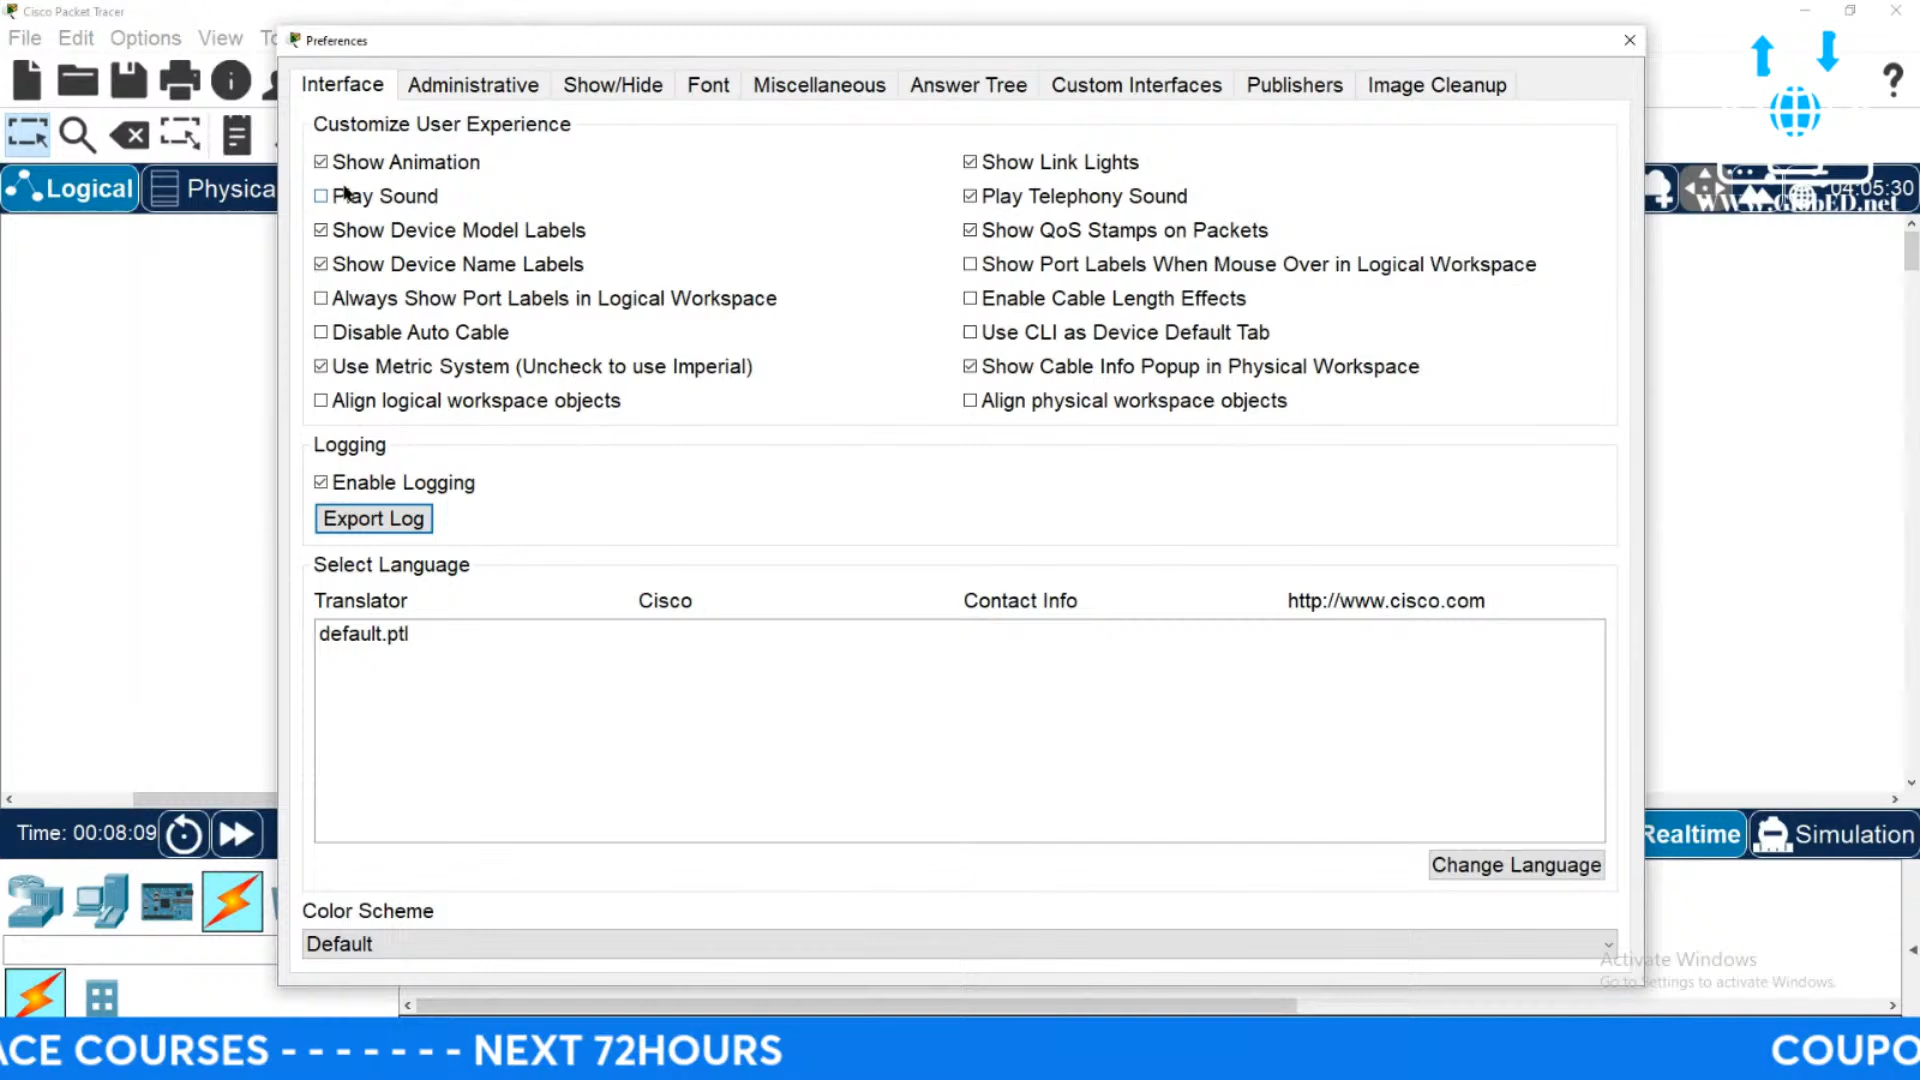 Cisco Packet Tracer
File Edit Options View To
Preferences
Interface Administrative Show/Hide Font Miscellaneous Answer Tree Custom Interfaces Publishers Image Cleanup
Customize User Experience
Show Animation
Show Link Lights
Play Sound
Play Telephony Sound
Show Device Model Labels
Show QoS Stamps on Packets
Show Device Name Labels
Show Port Labels When Mouse Over in Logical Workspace
Always Show Port Labels in Logical Workspace
Enable Cable Length Effects
Disable Auto Cable
Use CLI as Device Default Tab
Use Metric System (Uncheck to use Imperial)
Show Cable Info Popup in Physical Workspace
Align logical workspace objects
Align physical workspace objects
Logical Physica
04:05:30
Logging
Enable Logging
Export Log
Select Language
Translator Cisco Contact Info http://www.cisco.com
default.ptl
Change Language
Color Scheme
Default
Time: 00:08:09
Realtime Simulation
Activate Windows
Go to Settings to activate Windows.
ACE COURSES - - - - - - - NEXT 72HOURS
COUPO